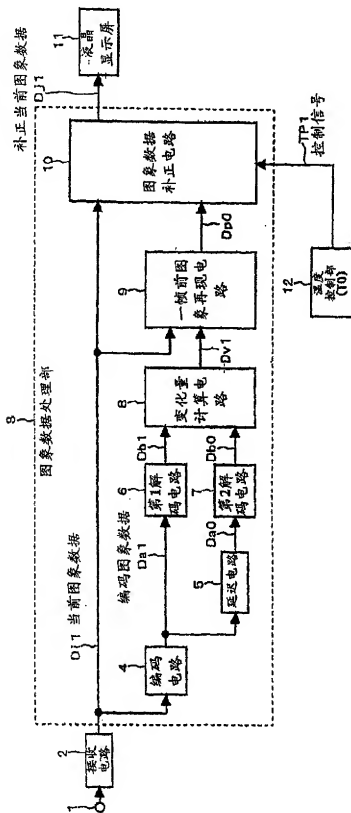 1
2
接收电路
Di1 当前图象数据
S
图象数据处理部
4
编码电路
编码图象数据
Da1
5
延迟电路
Da0
6
第1解码电路
7
第2解码电路
Db1
Db0
8
变化量计算电路
Dv1
9
一帧前图象再现电路
Dp0
10
图象数据补正电路
补正当前图象数据
Dj1
11
液晶显示屏
12
温度控制部(T0)
TP1
控制信号